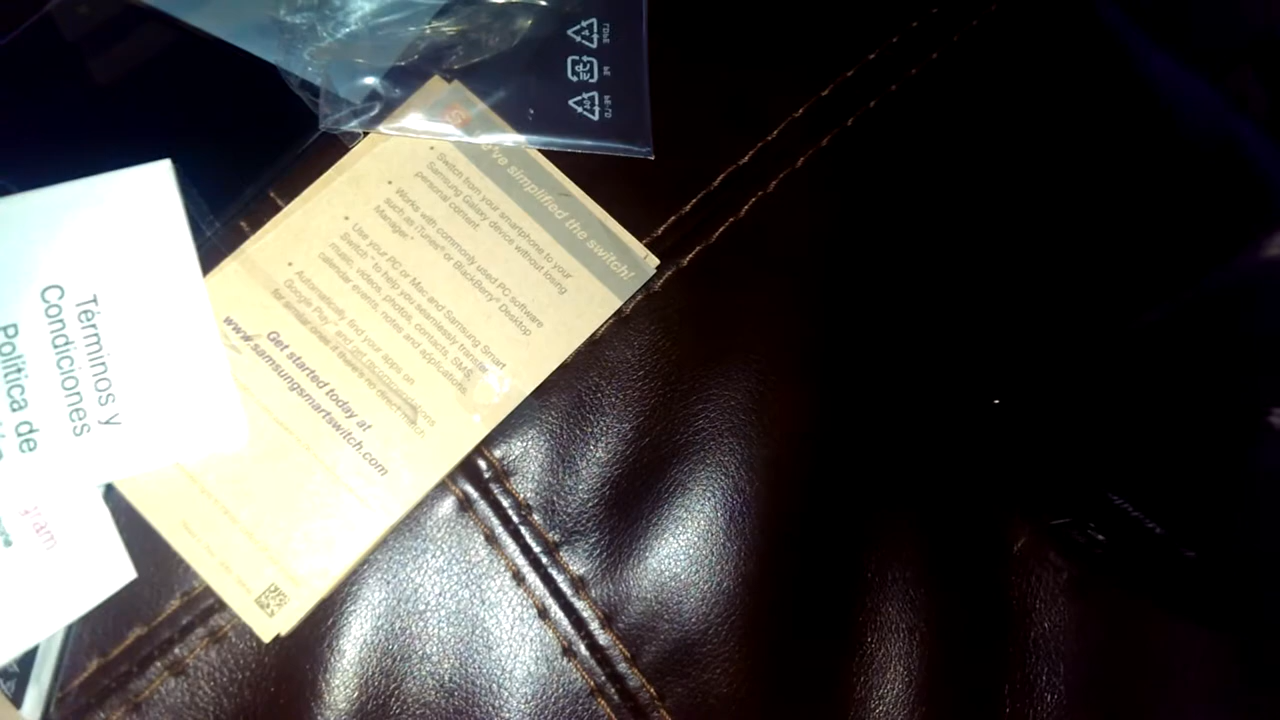 've simplified the switch!
• Switch from your smartphone to your
Samsung Galaxy device without losing
personal content.
• Works with commonly used PC software
such as iTunes® or BlackBerry® Desktop
Manager.*
• Use your PC or Mac and Samsung Smart
Switch™ to help you seamlessly transfer
music, videos, photos, contacts, SMS,
calendar events, notes and applications.
• Automatically find your apps on
Google Play™ and get recommendations
for similar ones if there's no direct match
Get started today at
www.samsungsmartswitch.com
Términos y
Condiciones
Política de
LDPE
PE
PE-LD